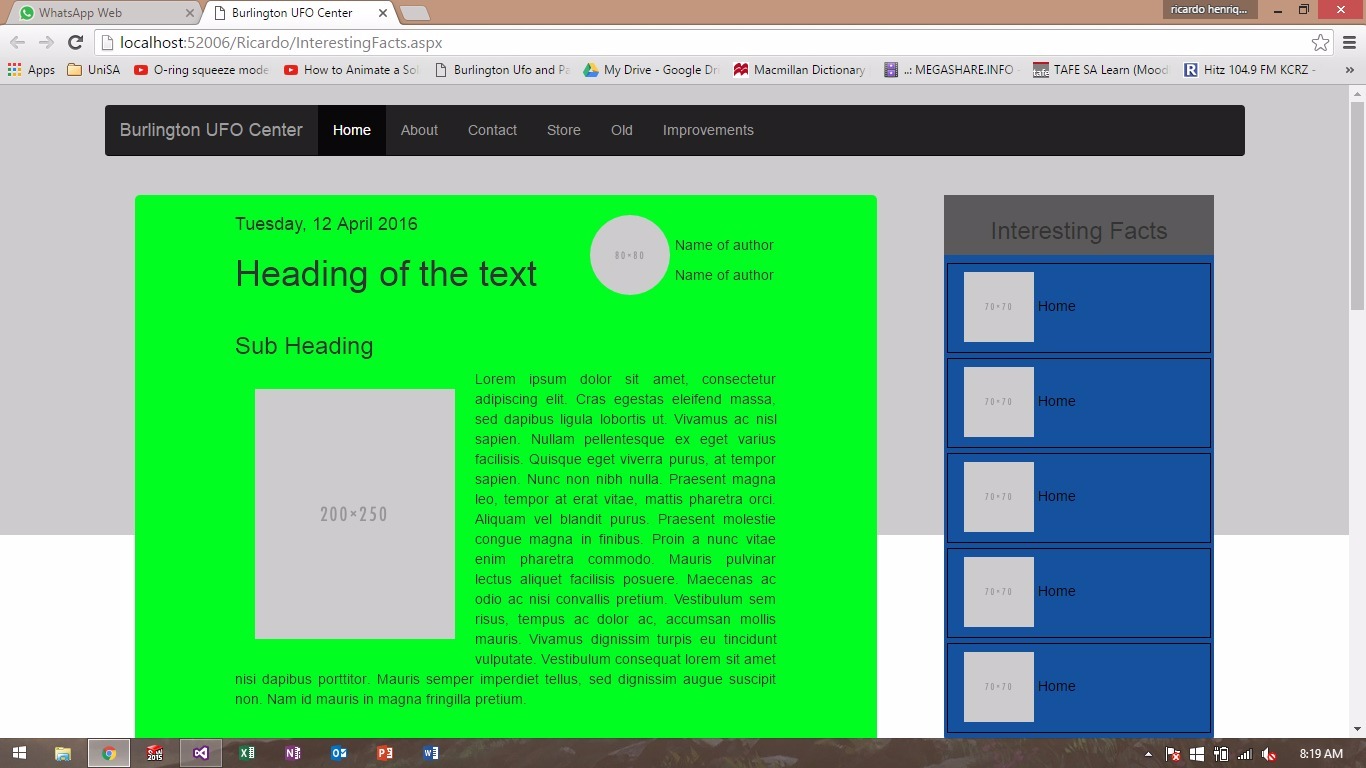 WhatsApp Web
Burlington UFO Center
ricardo henriq...
localhost:52006/Ricardo/InterestingFacts.aspx
Apps
UniSA
O-ring squeeze mode
How to Animate a So
Burlington Ufo and Pa
My Drive - Google Dr
Macmillan Dictionary
..: MEGASHARE.INFO
TAFE SA Learn (Mood
Hitz 104.9 FM KCRZ -
»
Burlington UFO Center
Home
About
Contact
Store
Old
Improvements
Tuesday, 12 April 2016
80×80
Name of author
Name of author
Heading of the text
Sub Heading
200×250
Lorem ipsum dolor sit amet, consectetur
adipiscing elit. Cras egestas eleifend massa,
sed dapibus ligula lobortis ut. Vivamus ac nisl
sapien. Nullam pellentesque ex eget varius
facilisis. Quisque eget viverra purus, at tempor
sapien. Nunc non nibh nulla. Praesent magna
leo, tempor at erat vitae, mattis pharetra orci.
Aliquam vel blandit purus. Praesent molestie
congue magna in finibus. Proin a nunc vitae
enim pharetra commodo. Mauris pulvinar
lectus aliquet facilisis posuere. Maecenas ac
odio ac nisi convallis pretium. Vestibulum sem
risus, tempus ac dolor ac, accumsan mollis
mauris. Vivamus dignissim turpis eu tincidunt
vulputate. Vestibulum consequat lorem sit amet
nisi dapibus porttitor. Mauris semper imperdiet tellus, sed dignissim augue suscipit
non. Nam id mauris in magna fringilla pretium.
Interesting Facts
70×70
Home
70×70
Home
70×70
Home
70×70
Home
70×70
Home
8:19 AM